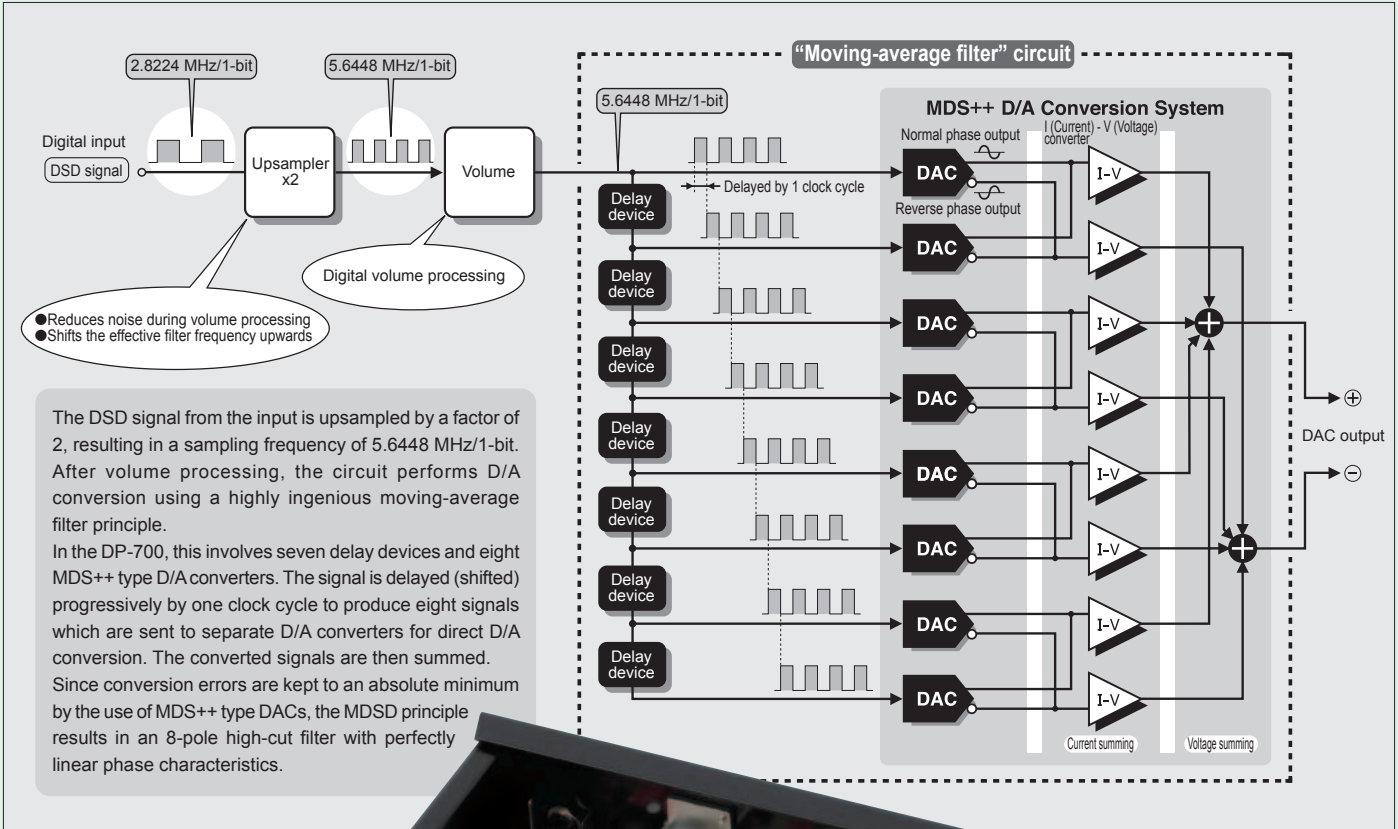 “Moving-average filter” circuit
2.8224 MHz/1-bit
5.6448 MHz/1-bit
5.6448 MHz/1-bit
MDS++ D/A Conversion System
Digital input
DSD signal
Upsampler
x2
Volume
Normal phase output
I (Current) - V (Voltage)
converter
Delayed by 1 clock cycle
Reverse phase output
DAC
I-V
Delay
device
DAC
I-V
Delay
device
DAC
I-V
Delay
device
DAC
I-V
Delay
device
DAC
I-V
Delay
device
DAC
I-V
Delay
device
DAC
I-V
Delay
device
DAC
I-V
Current summing
Voltage summing
DAC output
Digital volume processing
●Reduces noise during volume processing
●Shifts the effective filter frequency upwards
The DSD signal from the input is upsampled by a factor of
2, resulting in a sampling frequency of 5.6448 MHz/1-bit.
After volume processing, the circuit performs D/A
conversion using a highly ingenious moving-average
filter principle.
In the DP-700, this involves seven delay devices and eight
MDS++ type D/A converters. The signal is delayed (shifted)
progressively by one clock cycle to produce eight signals
which are sent to separate D/A converters for direct D/A
conversion. The converted signals are then summed.
Since conversion errors are kept to an absolute minimum
by the use of MDS++ type DACs, the MDSD principle
results in an 8-pole high-cut filter with perfectly
linear phase characteristics.